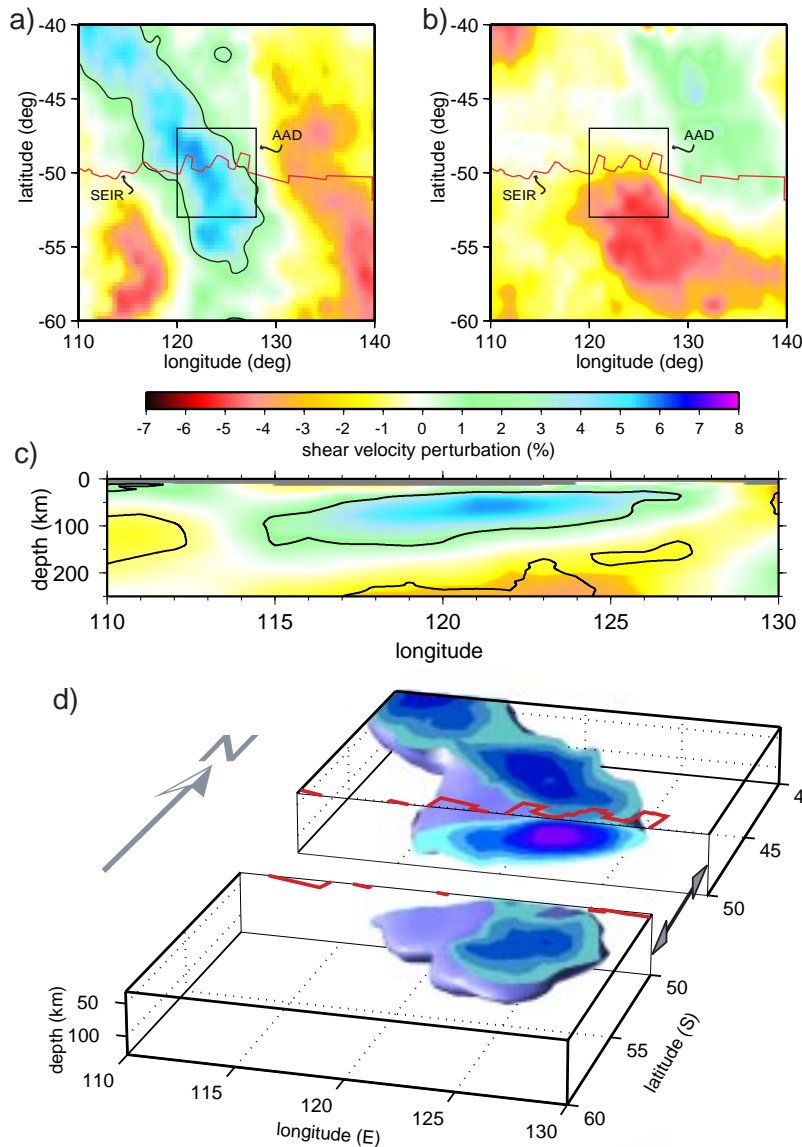 a)
-40
-45
-50
-55
-60
latitude (deg)
AAD
SEIR
110
120
130
140
longitude (deg)
b)
-40
-45
-50
-55
-60
latitude (deg)
AAD
SEIR
110
120
130
140
longitude (deg)
-7 -6 -5 -4 -3 -2 -1 0 1 2 3 4 5 6 7 8
shear velocity perturbation (%)
c)
0
100
200
depth (km)
110 115 120 125 130
longitude
d)
N
4
45
50
50
55
60
latitude (S)
50
100
depth (km)
110
115
120
125
130
longitude (E)